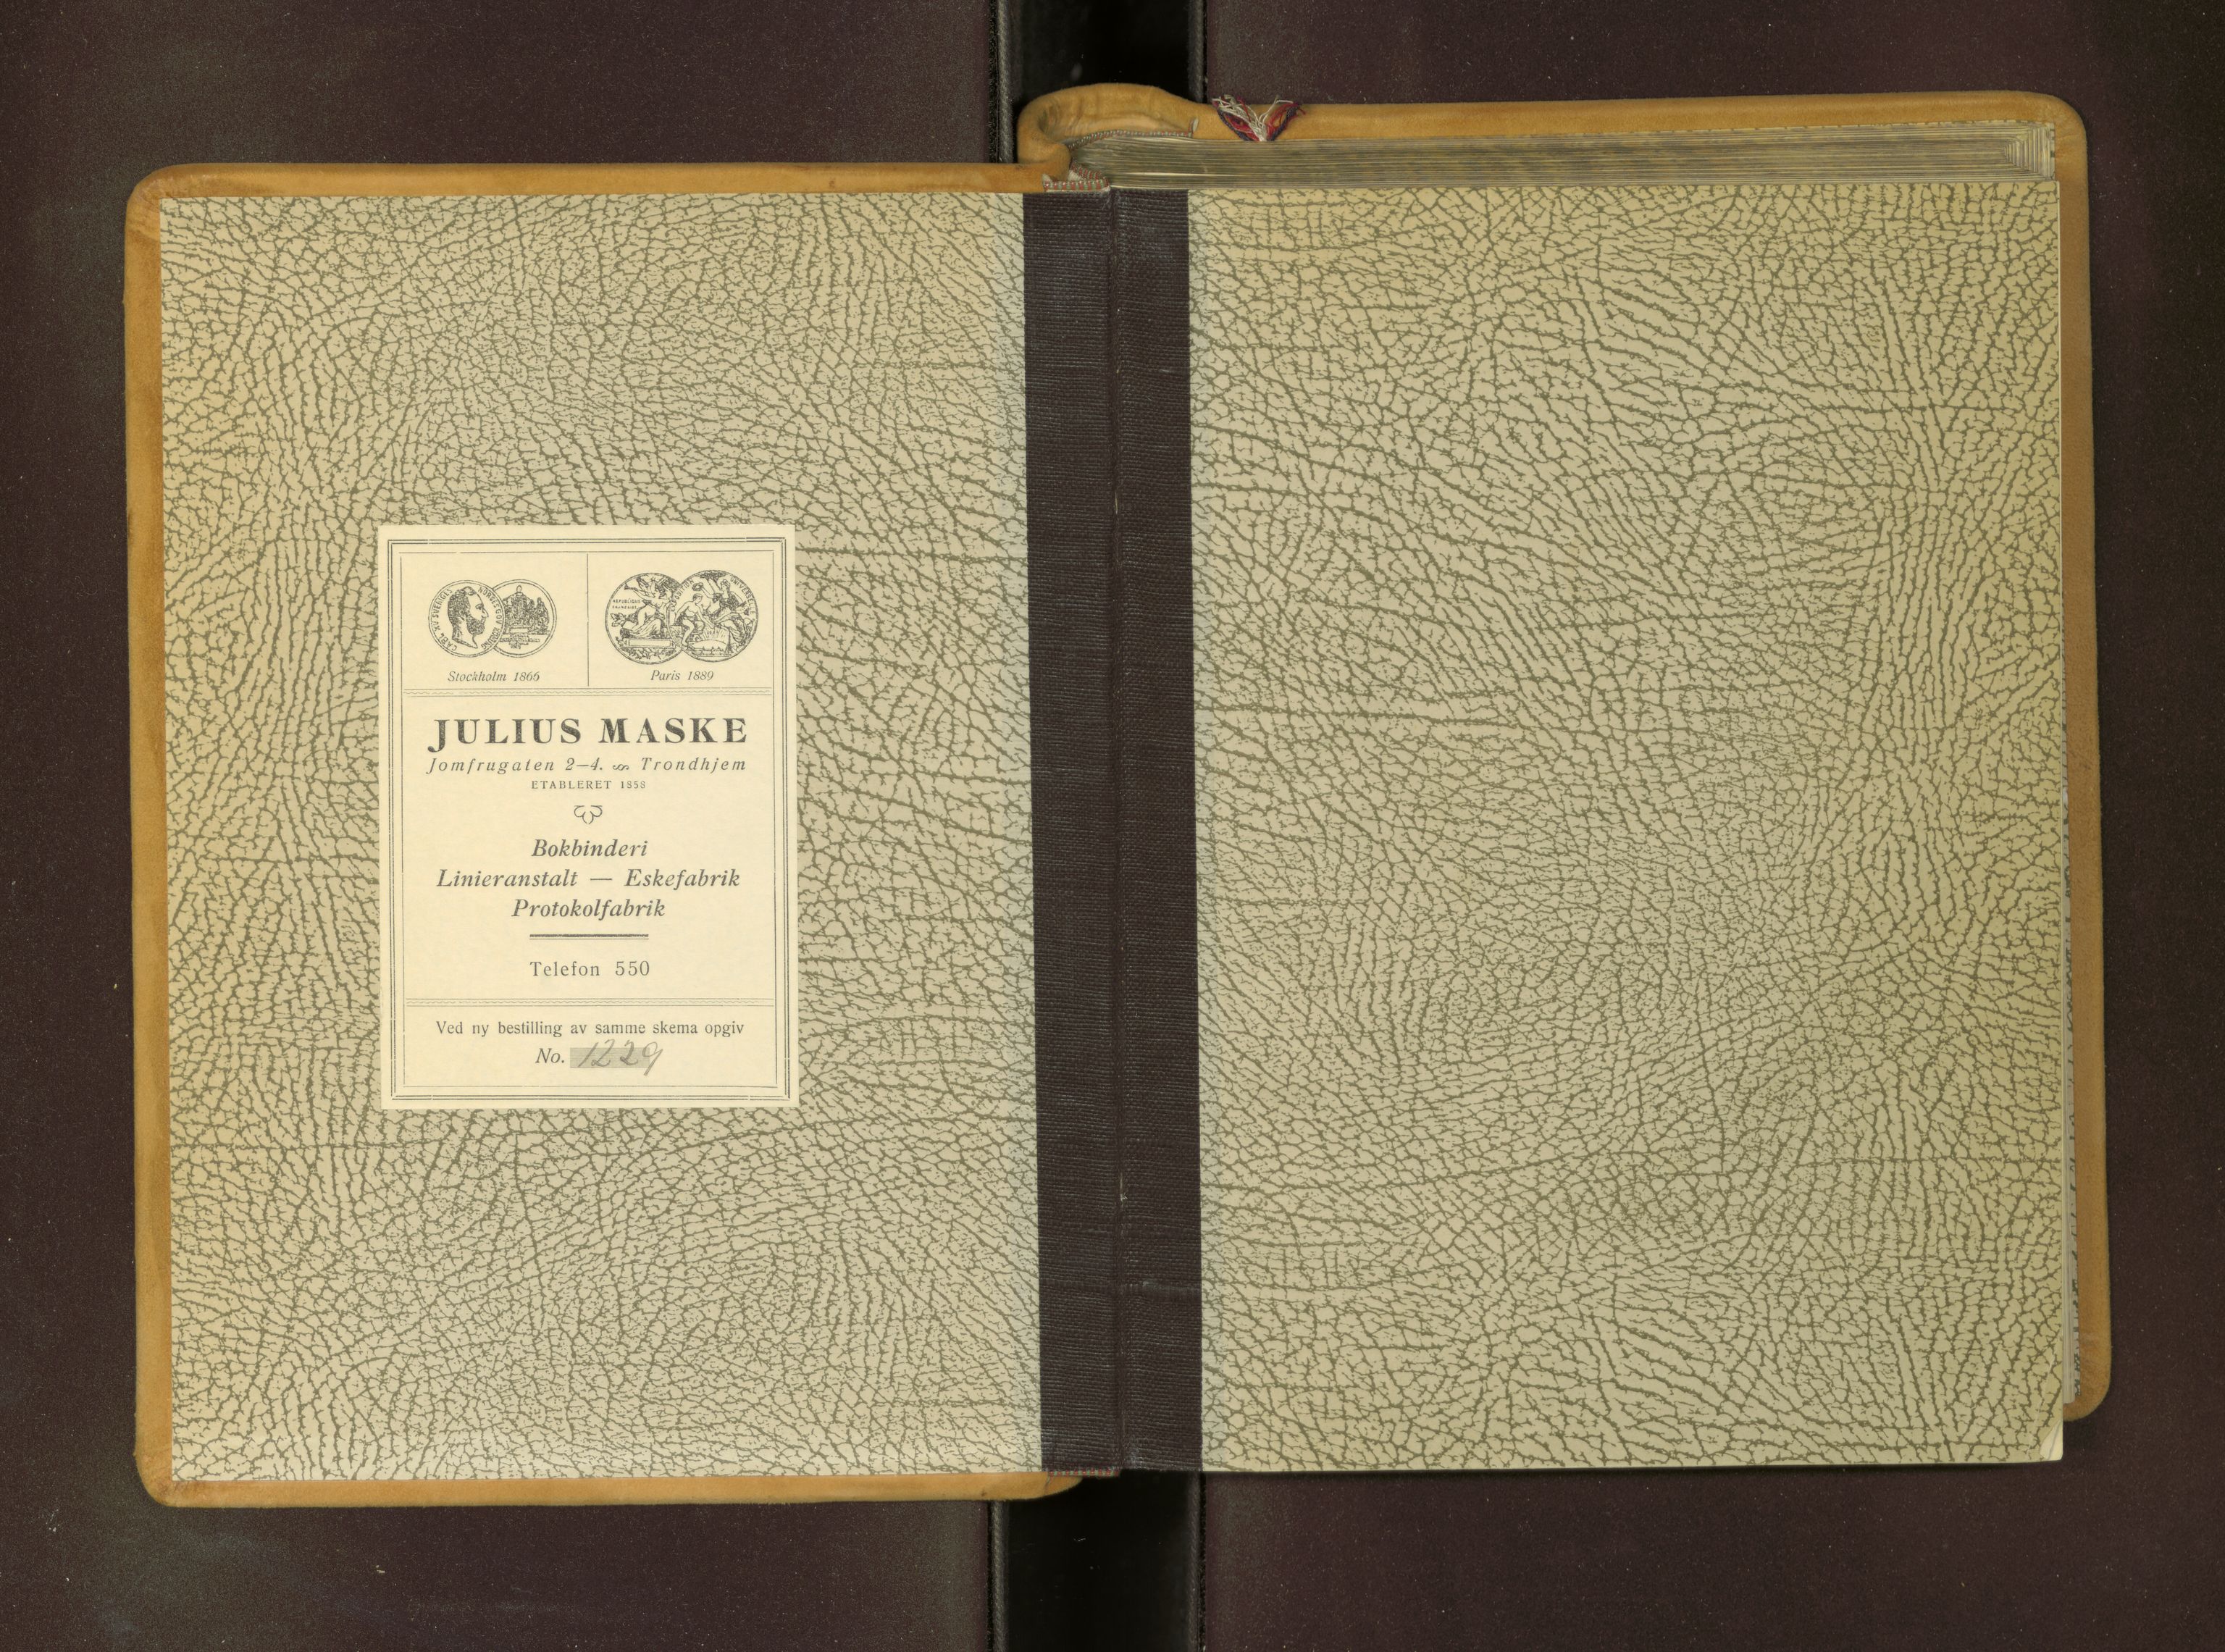 Stockholm 1866
Paris 1889
JULIUS MASKE
Jomfrugaten 2—4. Trondhjem
ETABLERET 1858
Bokbinderi
Linieranstalt — Eskefabrik
Protokolfabrik
Telefon 550
Ved ny bestilling av samme skema opgiv
No. 1229